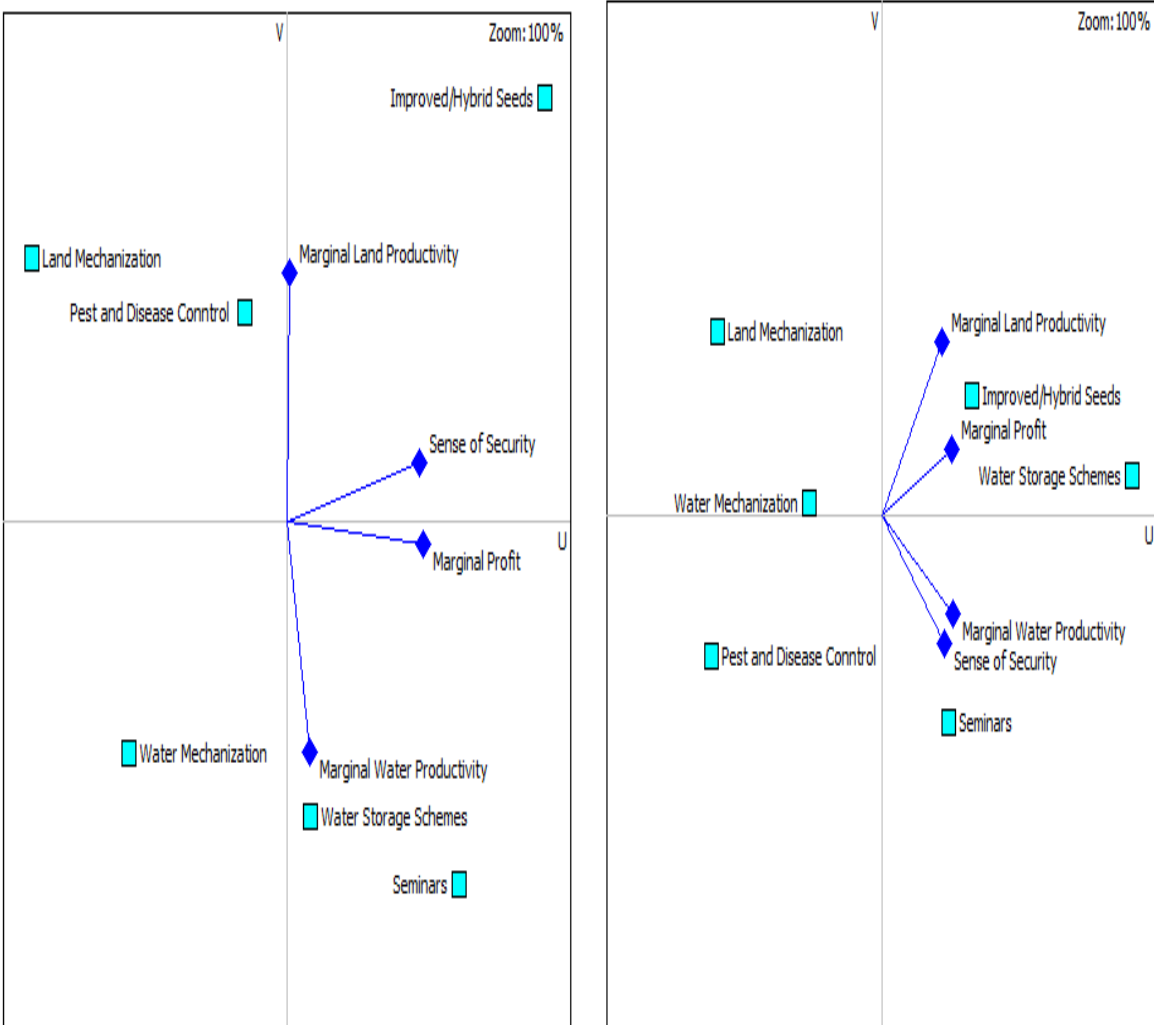 V
Zoom:100%
Improved/Hybrid Seeds
Land Mechanization
Marginal Land Productivity
Pest and Disease Conntrol
Sense of Security
U
Marginal Profit
Water Mechanization
Marginal Water Productivity
Water Storage Schemes
Seminars
V
Zoom:100%
Marginal Land Productivity
Land Mechanization
Improved/Hybrid Seeds
Marginal Profit
Water Storage Schemes
Water Mechanization
U
Marginal Water Productivity
Pest and Disease Conntrol
Sense of Security
Seminars